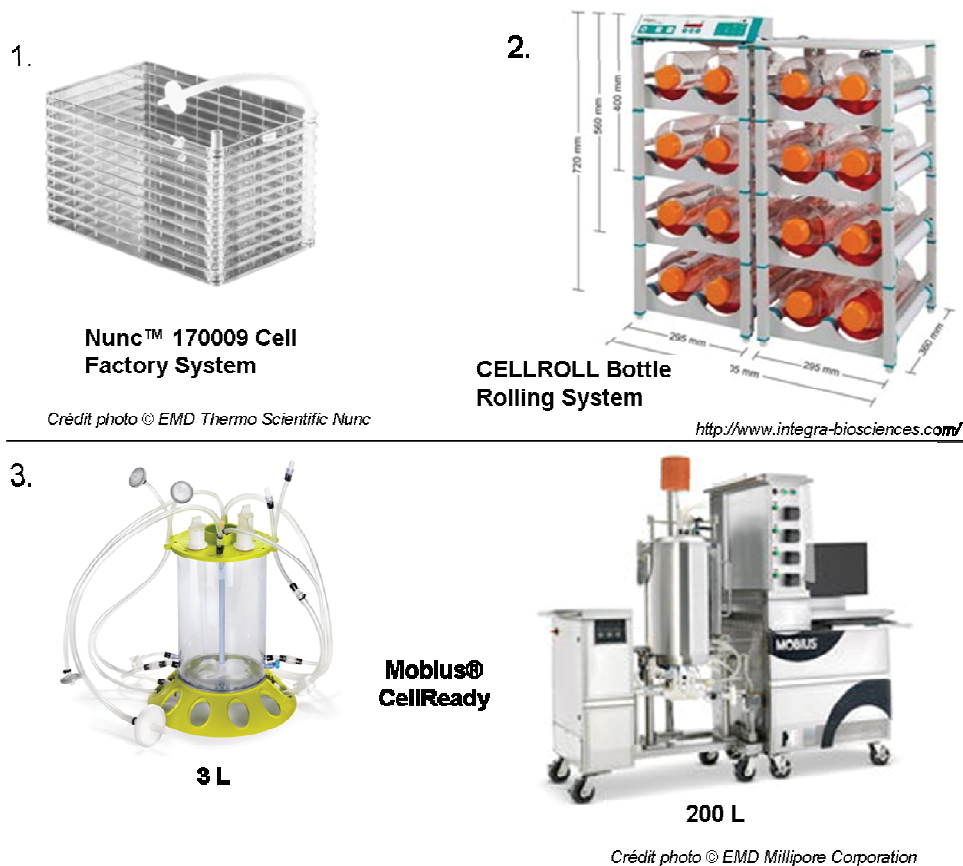 1.
Nunc™ 170009 Cell
Factory System
Crédit photo © EMD Thermo Scientific Nunc
2.
720 mm
560 mm
400 mm
295 mm
295 mm
360 mm
05 mm
CELLROLL Bottle
Rolling System
http://www.integra-biosciences.com/
3.
Mobius®
CellReady
3 L
MOBIUS
200 L
Crédit photo © EMD Millipore Corporation